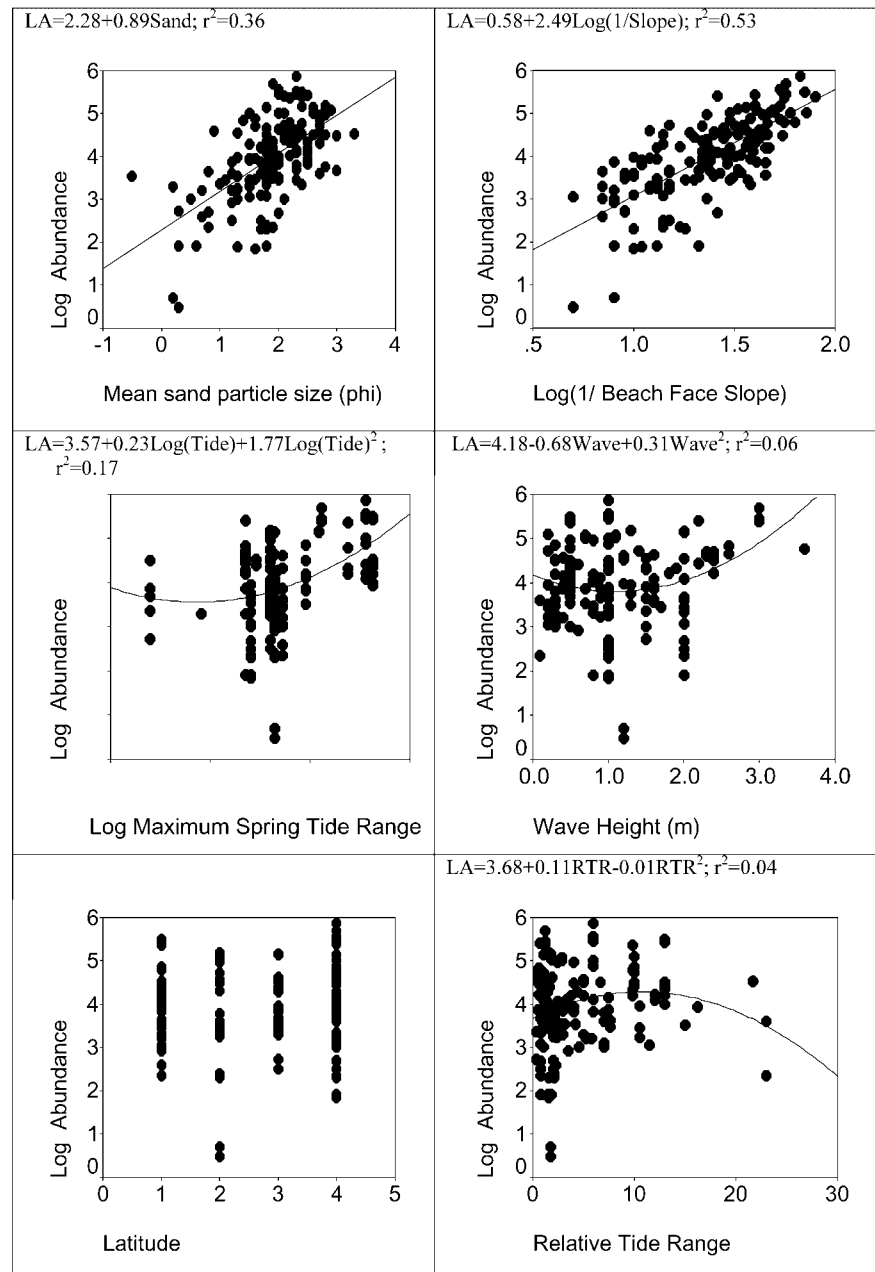 LA=2.28+0.89Sand; r²=0.36
6
5
4
3
2
1
0
Log Abundance
-1 0 1 2 3 4
Mean sand particle size (phi)
LA=0.58+2.49Log(1/Slope); r²=0.53
6
5
4
3
2
1
0
Log Abundance
.5 1.0 1.5 2.0
Log(1/ Beach Face Slope)
LA=3.57+0.23Log(Tide)+1.77Log(Tide)²;
r²=0.17
Log Abundance
Log Maximum Spring Tide Range
LA=4.18-0.68Wave+0.31Wave²; r²=0.06
6
5
4
3
2
1
0
Log Abundance
0.0 1.0 2.0 3.0 4.0
Wave Height (m)
6
5
4
3
2
1
0
Log Abundance
0 1 2 3 4 5
Latitude
LA=3.68+0.11RTR-0.01RTR²; r²=0.04
6
5
4
3
2
1
0
Log Abundance
0 10 20 30
Relative Tide Range